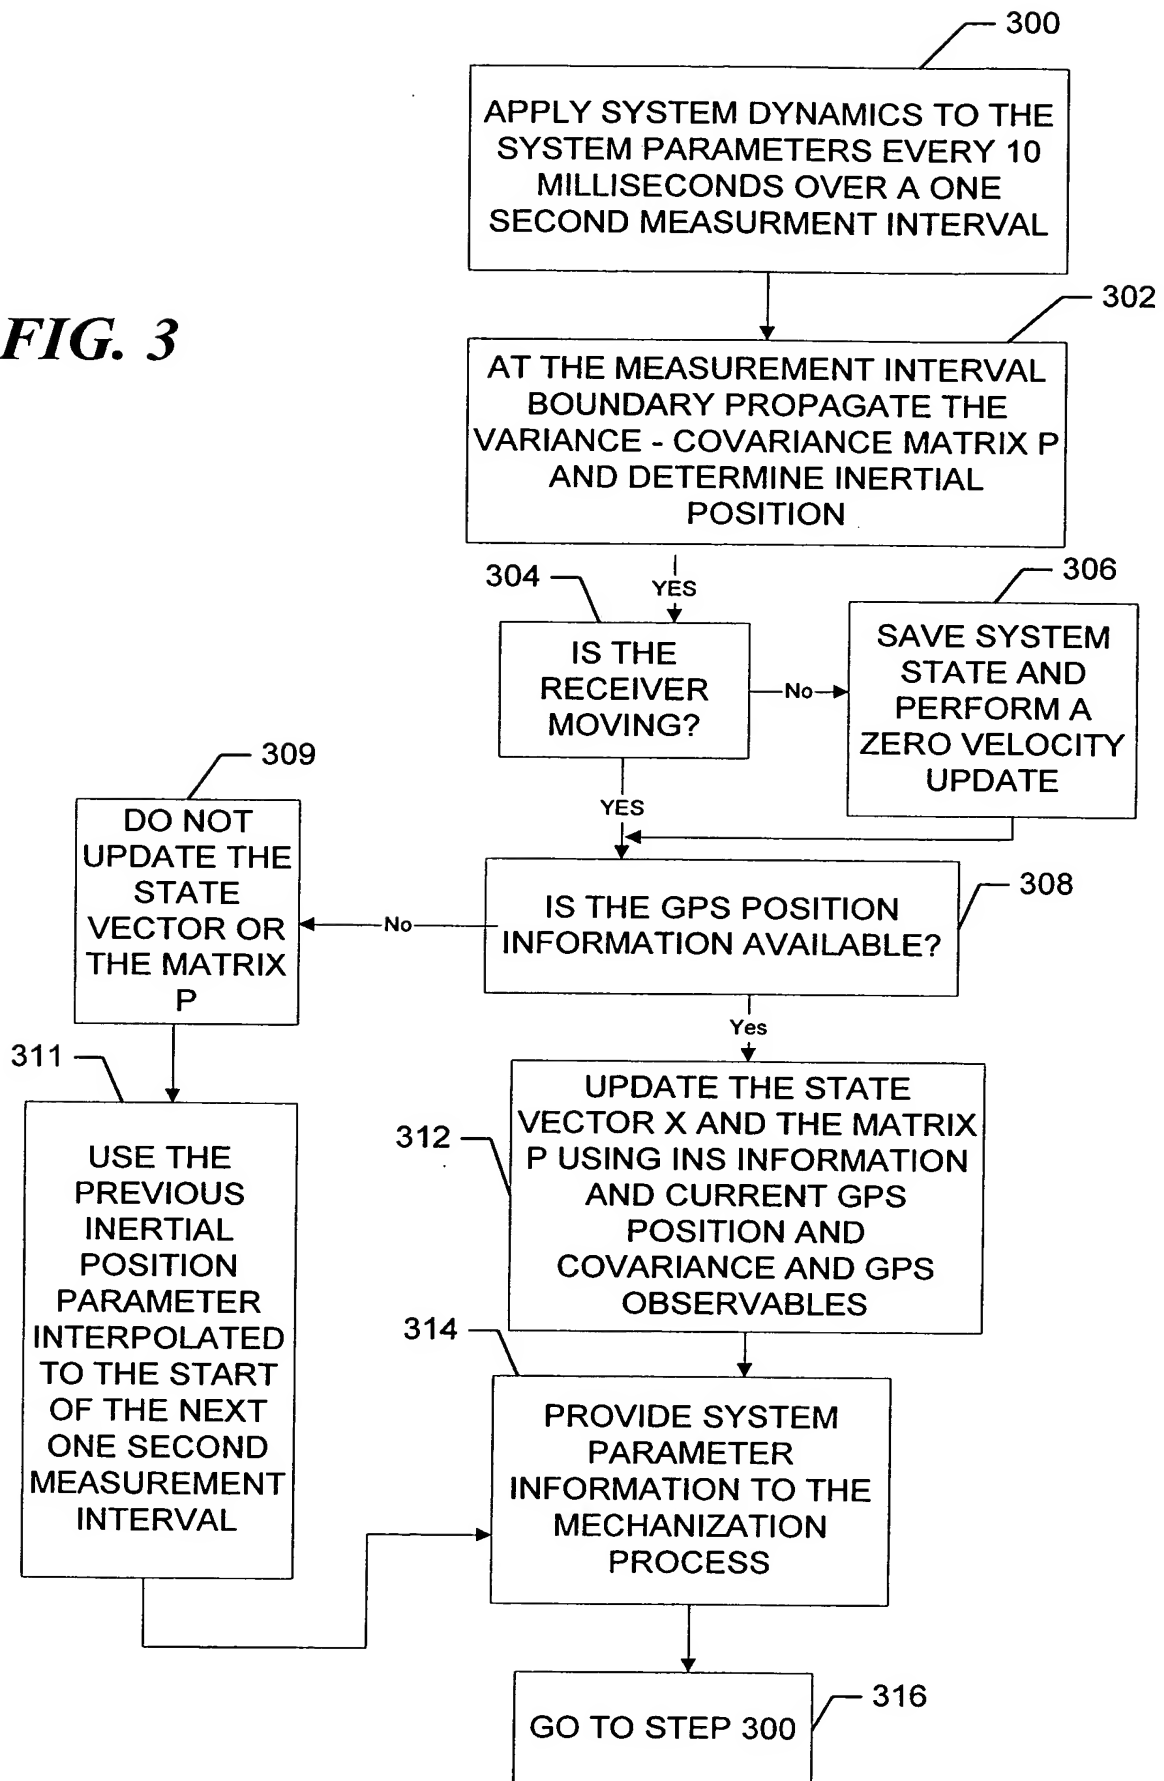 300
APPLY SYSTEM DYNAMICS TO THE
SYSTEM PARAMETERS EVERY 10
MILLISECONDS OVER A ONE
SECOND MEASURMENT INTERVAL
FIG. 3
302
AT THE MEASUREMENT INTERVAL
BOUNDARY PROPAGATE THE
VARIANCE - COVARIANCE MATRIX P
AND DETERMINE INERTIAL
POSITION
304
YES
306
IS THE
RECEIVER
MOVING?
No
SAVE SYSTEM
STATE AND
PERFORM A
ZERO VELOCITY
UPDATE
309
YES
DO NOT
UPDATE THE
STATE
VECTOR OR
THE MATRIX
P
No
IS THE GPS POSITION
INFORMATION AVAILABLE?
308
Yes
311
USE THE
PREVIOUS
INERTIAL
POSITION
PARAMETER
INTERPOLATED
TO THE START
OF THE NEXT
ONE SECOND
MEASUREMENT
INTERVAL
312
UPDATE THE STATE
VECTOR X AND THE MATRIX
P USING INS INFORMATION
AND CURRENT GPS
POSITION AND
COVARIANCE AND GPS
OBSERVABLES
314
PROVIDE SYSTEM
PARAMETER
INFORMATION TO THE
MECHANIZATION
PROCESS
316
GO TO STEP 300